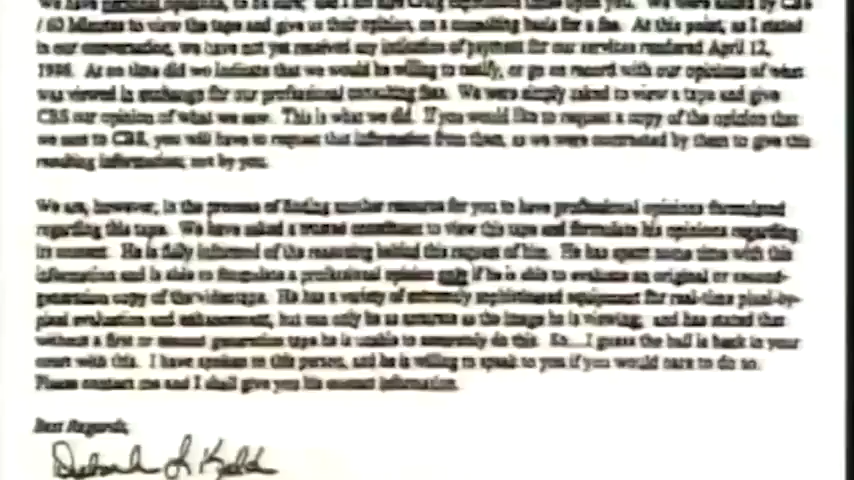 / 60 Minutes to view the tape and give us their opinion, on a consulting basis for a fee. At this point, as I stated
in our conversation, we have not yet received any indication of payment for our services rendered April 12,
1996. At no time did we indicate that we would be willing to testify, or go on record with our opinions of what
was viewed in exchange for our professional consulting fees. We were simply asked to view a tape and give
CBS our opinion of what we saw. This is what we did. If you would like to request a copy of the opinion that
we sent to CBS, you will have to request that information from them, as we were contracted by them to give this
resulting information, not by you.
We are, however, in the process of finding another resource for you to have professional opinions
regarding this tape. We have asked a to view this tape and formulate his opinions regarding
its content. He is fully informed of the reasoning behind this request of him. He has spent some time with this
information and is able to formulate a professional opinion only if he is able to evaluate an original or second-
generation copy of the videotape. He has a variety of extremely sophisticated equipment for real-time pixel-by-
pixel evaluation and enhancement, but can only be as accurate as the image he is viewing, and has stated that
without a first or second generation tape he is unable to accurately do this. So... I guess the ball is back in your
court with this. I have spoken to this person, and he is willing to speak to you if you would care to do so.
Please contact me and I shall give you his contact information.
Best Regards,
Deborah L